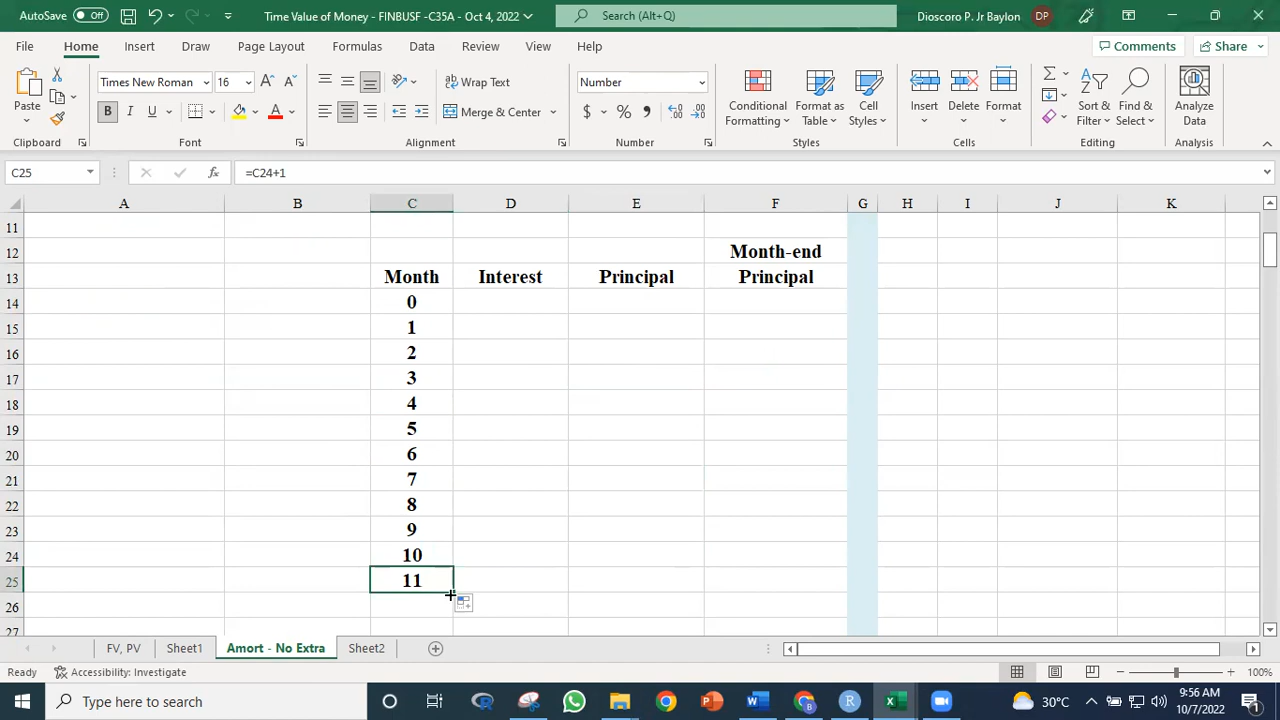 AutoSave Off
Time Value of Money - FINBUSF -C35A - Oct 4, 2022
Search (Alt+Q)
Dioscoro P. Jr Baylon DP
File Home Insert Draw Page Layout Formulas Data Review View Help
Comments Share
Paste
Times New Roman 16
Wrap Text
Number
B I U
Merge & Center
$ %
Conditional Formatting
Format as Table
Cell Styles
Insert
Delete
Format
Sort & Filter
Find & Select
Analyze Data
Clipboard Font Alignment Number Styles Cells Editing Analysis
C25 fx =C24+1
A B C D E F G H I J K
11
12 Month-end
13 Month Interest Principal Principal
14 0
15 1
16 2
17 3
18 4
19 5
20 6
21 7
22 8
23 9
24 10
25 11
26
27
FV, PV Sheet1 Amort - No Extra Sheet2
Ready Accessibility: Investigate 100%
Type here to search
30°C
9:56 AM
10/7/2022